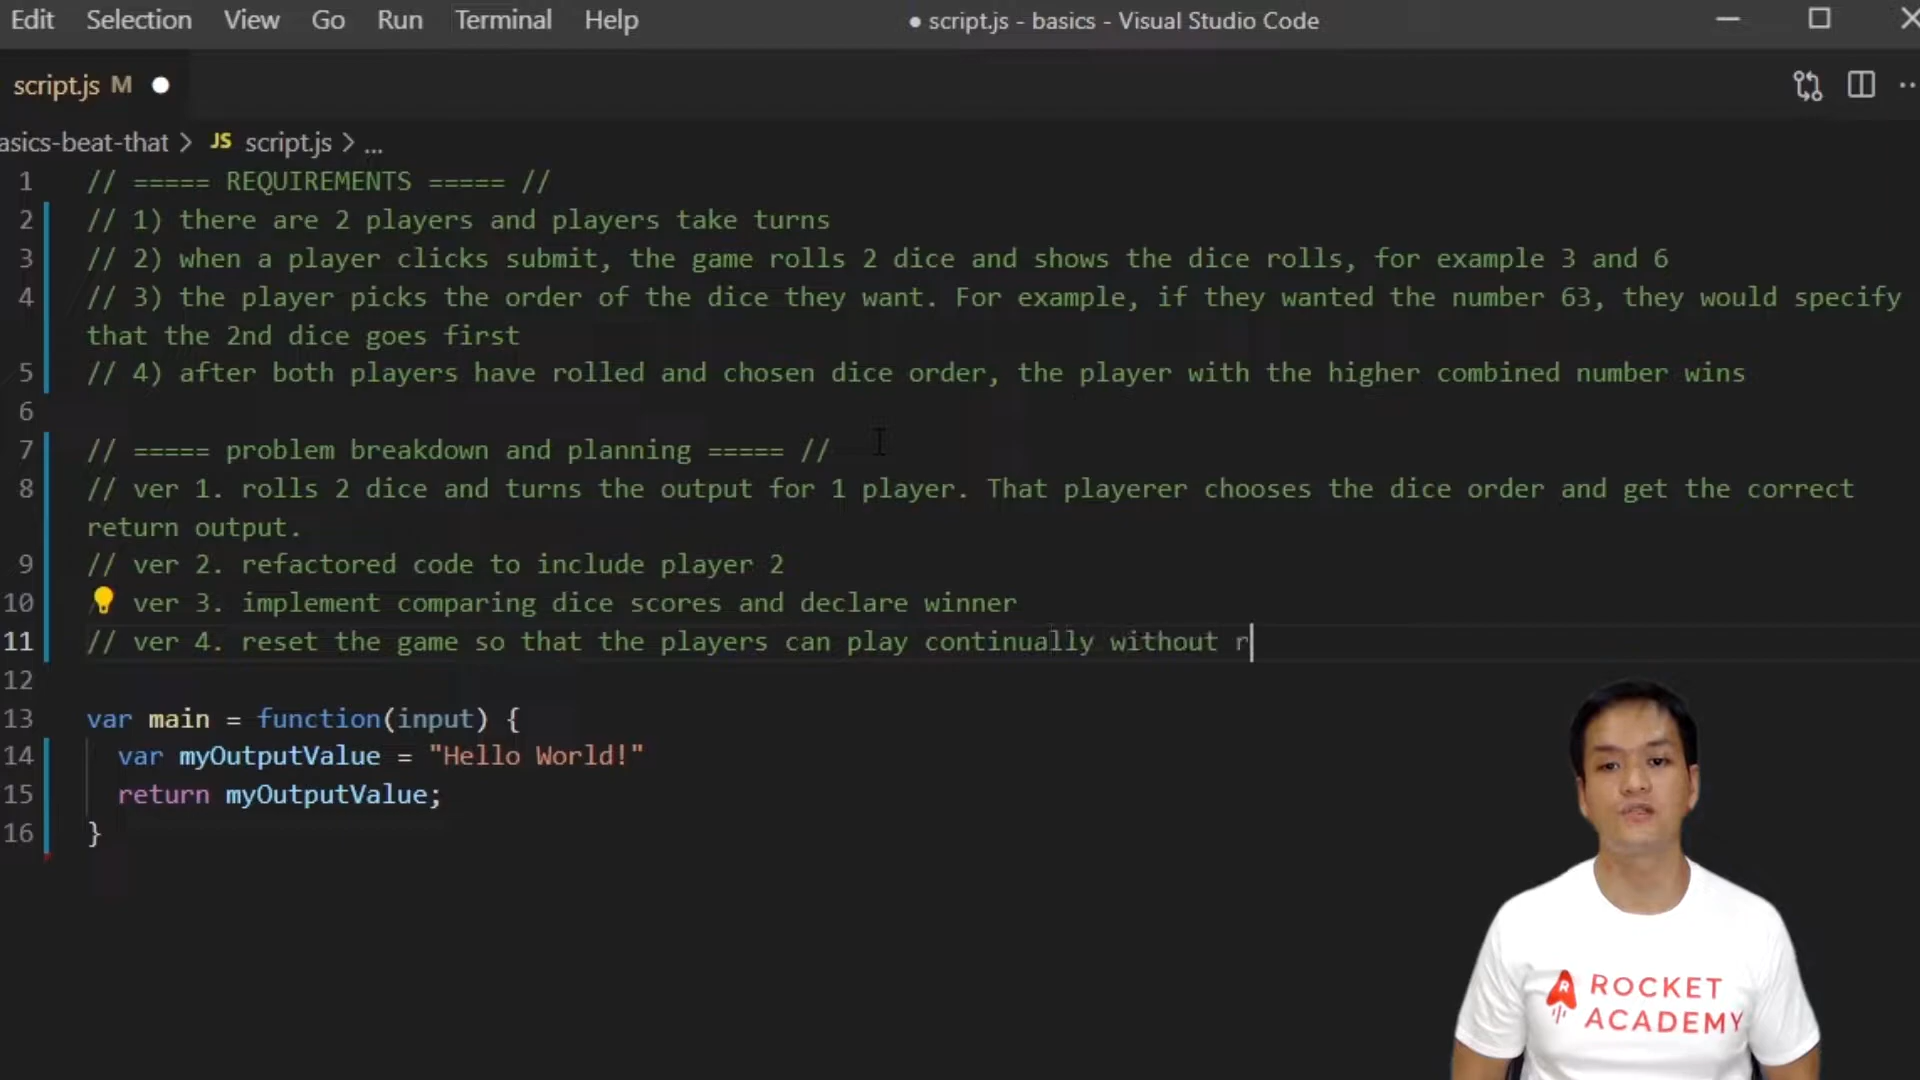 Edit Selection View Go Run Terminal Help ● script.js - basics - Visual Studio Code
script.js M
asics-beat-that > JS script.js > ...
1 // ===== REQUIREMENTS ===== //
2 // 1) there are 2 players and players take turns
3 // 2) when a player clicks submit, the game rolls 2 dice and shows the dice rolls, for example 3 and 6
4 // 3) the player picks the order of the dice they want. For example, if they wanted the number 63, they would specify
that the 2nd dice goes first
5 // 4) after both players have rolled and chosen dice order, the player with the higher combined number wins
6
7 // ===== problem breakdown and planning ===== //
8 // ver 1. rolls 2 dice and turns the output for 1 player. That playerer chooses the dice order and get the correct
return output.
9 // ver 2. refactored code to include player 2
10 // ver 3. implement comparing dice scores and declare winner
11 // ver 4. reset the game so that the players can play continually without r
12
13 var main = function(input) {
14 var myOutputValue = "Hello World!"
15 return myOutputValue;
16 }
ROCKET
ACADEMY